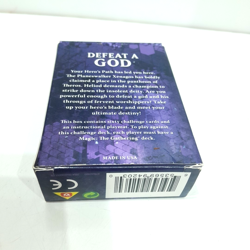 DEFEAT A
GOD
Your Hero's Path has led you here.
The Planeswalker Xenagos has boldly
claimed a place in the pantheon of
Theros. Heliod demands a champion to
strike down the insolent deity. Are you
powerful enough to defeat a god and his
throngs of fervent worshippers? Take
up your hero's blade and meet your
ultimate destiny!
This box contains sixty challenge cards and
an instructional playmat. To play against
this challenge deck, each player must have a
Magic: The Gathering® deck.
MADE IN USA
CE